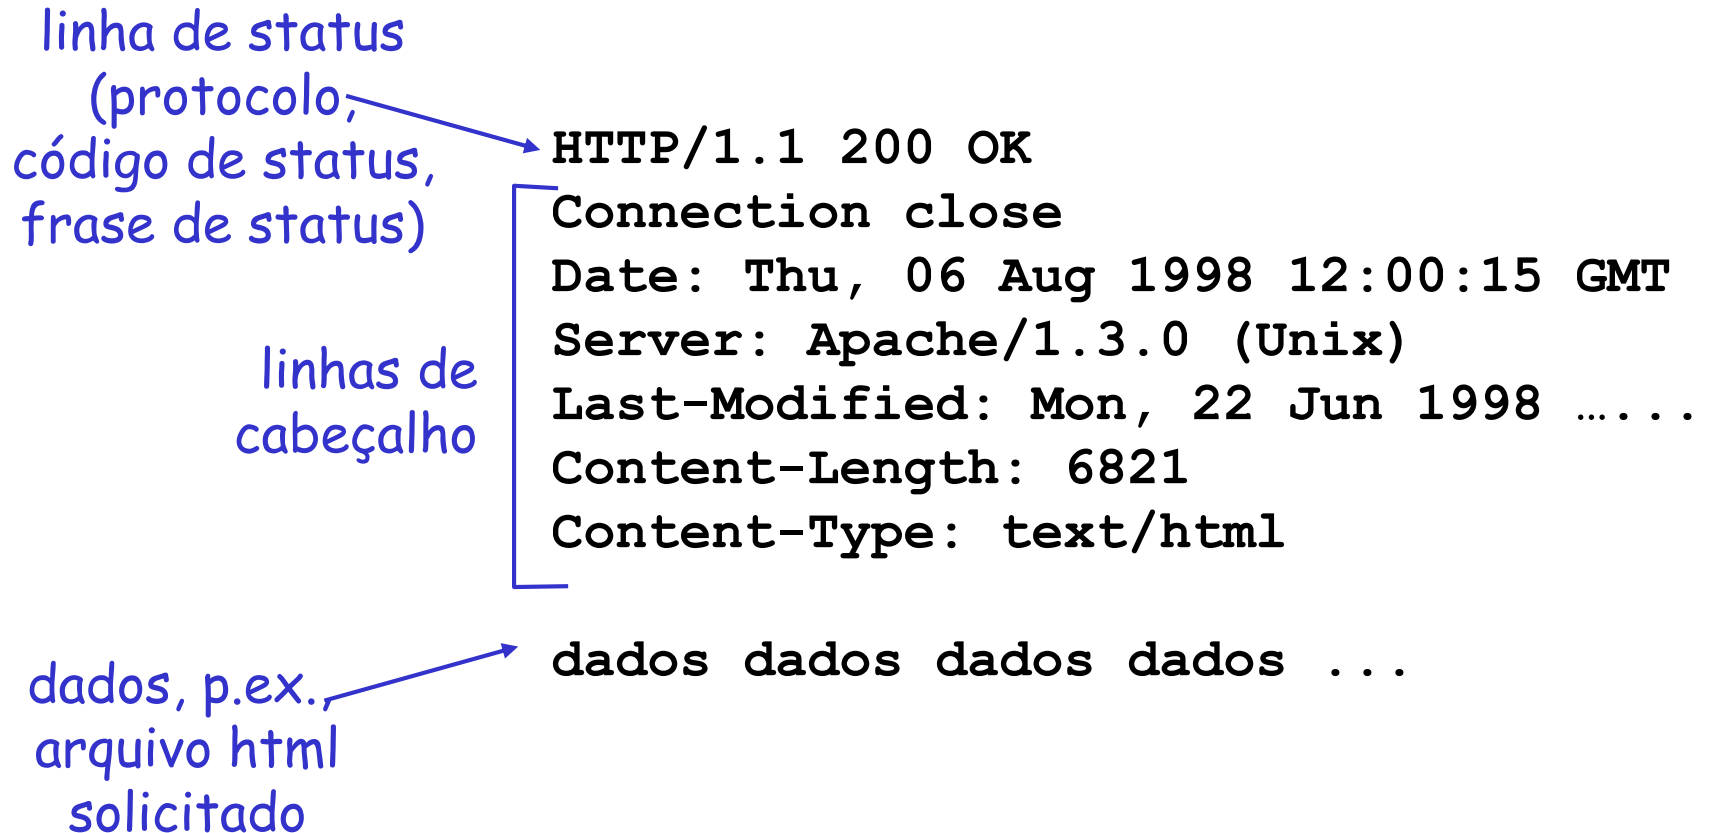 linha de status
(protocolo,
código de status,
frase de status)
HTTP/1.1 200 OK
Connection close
Date: Thu, 06 Aug 1998 12:00:15 GMT
Server: Apache/1.3.0 (Unix)
Last-Modified: Mon, 22 Jun 1998 …...
Content-Length: 6821
Content-Type: text/html
linhas de
cabeçalho
dados dados dados dados ...
dados, p.ex.,
arquivo html
solicitado